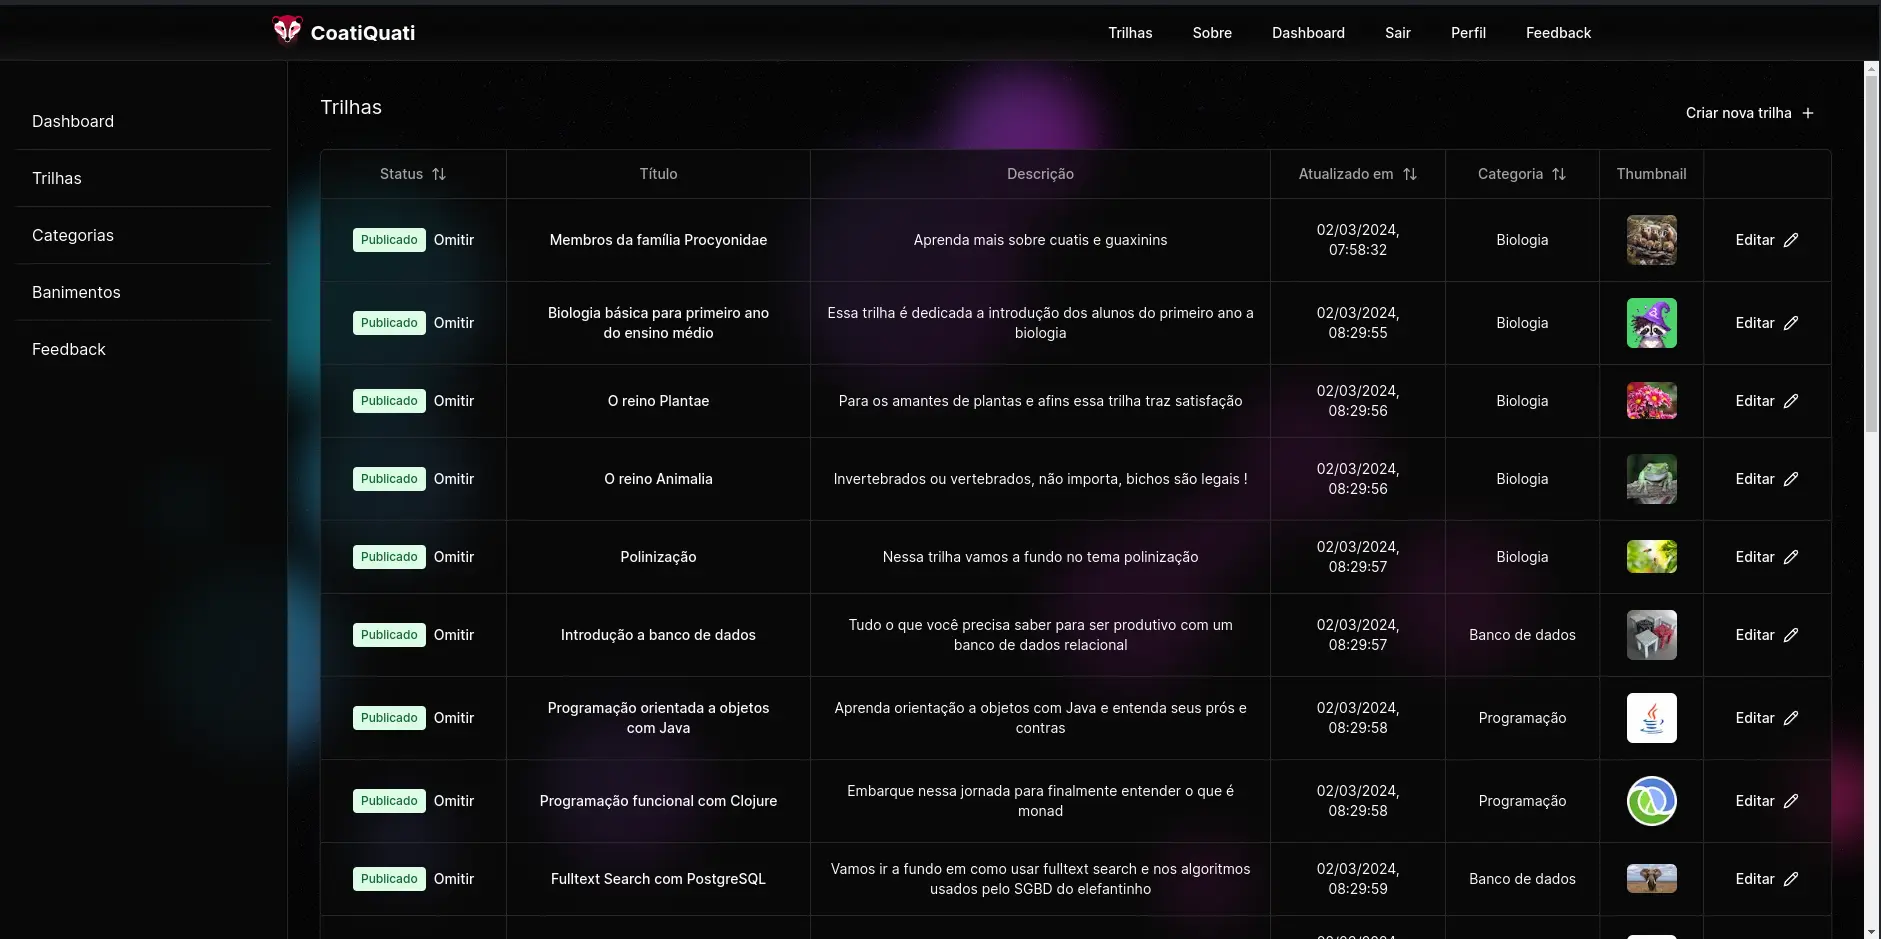 CoatiQuati
Trilhas Sobre Dashboard Sair Perfil Feedback
Dashboard
Trilhas
Categorias
Banimentos
Feedback
Trilhas
Criar nova trilha +
Status Título Descrição Atualizado em Categoria Thumbnail
Publicado Omitir Membros da família Procyonidae Aprenda mais sobre cuatis e guaxinins 02/03/2024,
07:58:32 Biologia Editar
Publicado Omitir Biologia básica para primeiro ano
do ensino médio Essa trilha é dedicada a introdução dos alunos do primeiro ano a
biologia 02/03/2024,
08:29:55 Biologia Editar
Publicado Omitir O reino Plantae Para os amantes de plantas e afins essa trilha traz satisfação 02/03/2024,
08:29:56 Biologia Editar
Publicado Omitir O reino Animalia Invertebrados ou vertebrados, não importa, bichos são legais ! 02/03/2024,
08:29:56 Biologia Editar
Publicado Omitir Polinização Nessa trilha vamos a fundo no tema polinização 02/03/2024,
08:29:57 Biologia Editar
Publicado Omitir Introdução a banco de dados Tudo o que você precisa saber para ser produtivo com um
banco de dados relacional 02/03/2024,
08:29:57 Banco de dados Editar
Publicado Omitir Programação orientada a objetos
com Java Aprenda orientação a objetos com Java e entenda seus prós e
contras 02/03/2024,
08:29:58 Programação Editar
Publicado Omitir Programação funcional com Clojure Embarque nessa jornada para finalmente entender o que é
monad 02/03/2024,
08:29:58 Programação Editar
Publicado Omitir Fulltext Search com PostgreSQL Vamos ir a fundo em como usar fulltext search e nos algoritmos
usados pelo SGBD do elefantinho 02/03/2024,
08:29:59 Banco de dados Editar